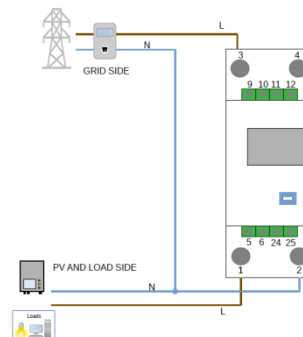 L
N
3 4
GRID SIDE
9 10 11 12
5 6 24 25
PV AND LOAD SIDE
1 2
N
L
Loads